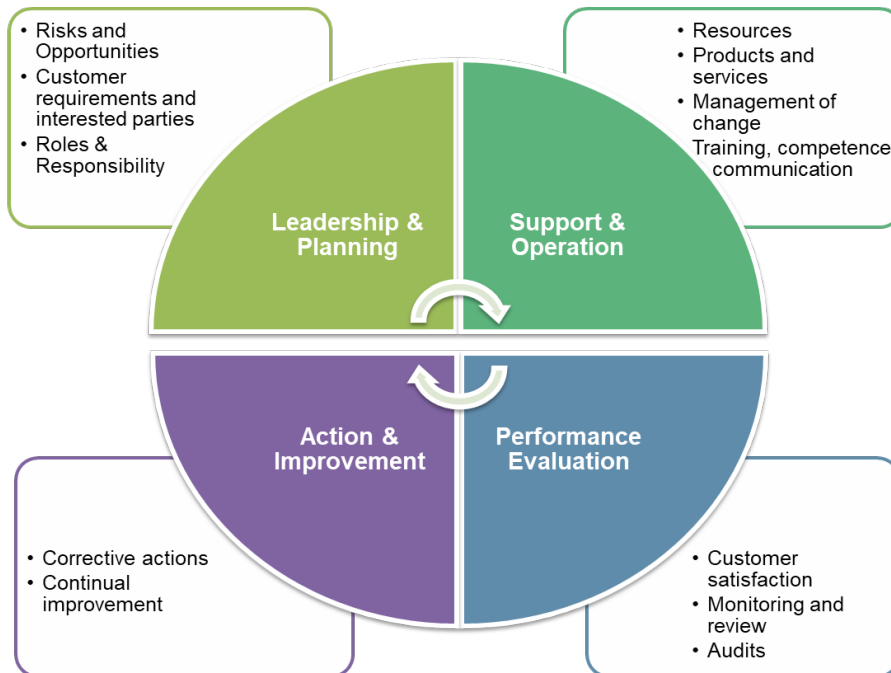 • Risks and
Opportunities
• Customer
requirements and
interested parties
• Roles &
Responsibility
• Resources
• Products and
services
• Management of
change
Training, competence
communication
Leadership &
Planning
Support &
Operation
Action &
Improvement
Performance
Evaluation
• Corrective actions
• Continual
improvement
• Customer
satisfaction
• Monitoring and
review
• Audits